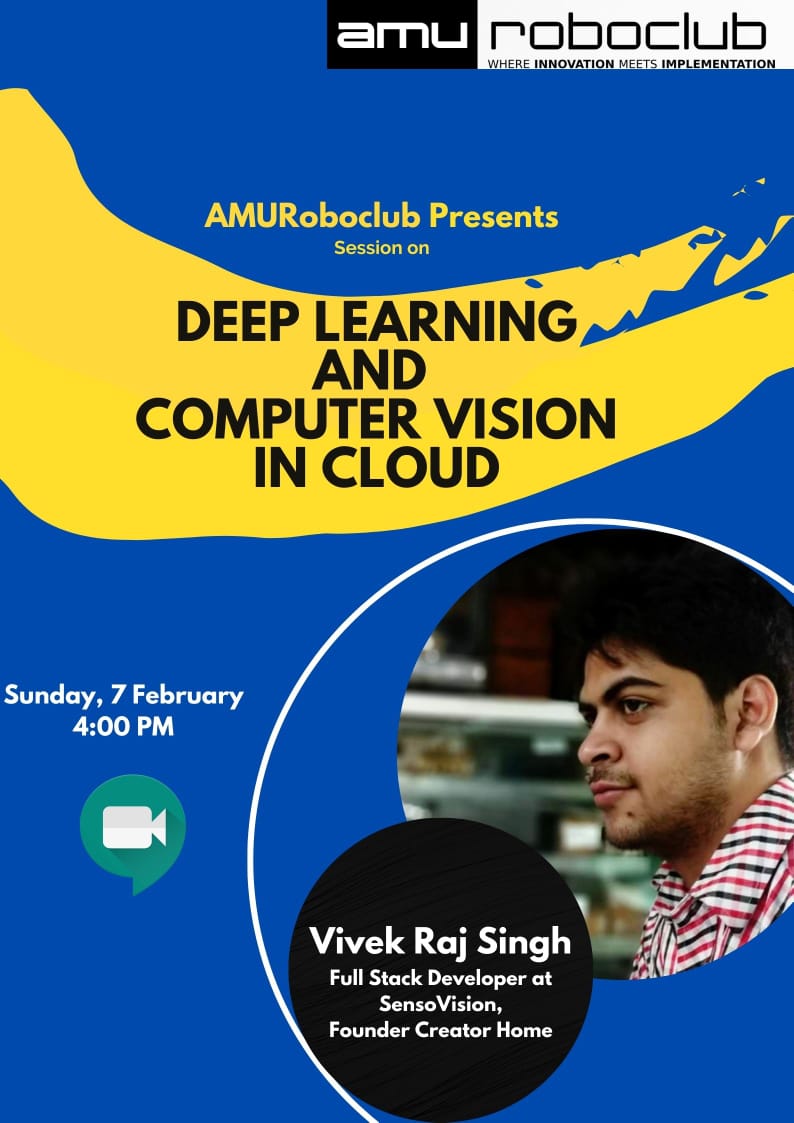 amu roboclub
WHERE INNOVATION MEETS IMPLEMENTATION
AMURoboclub Presents
Session on
DEEP LEARNING
AND
COMPUTER VISION
IN CLOUD
Sunday, 7 February
4:00 PM
Vivek Raj Singh
Full Stack Developer at
SensoVision,
Founder Creator Home